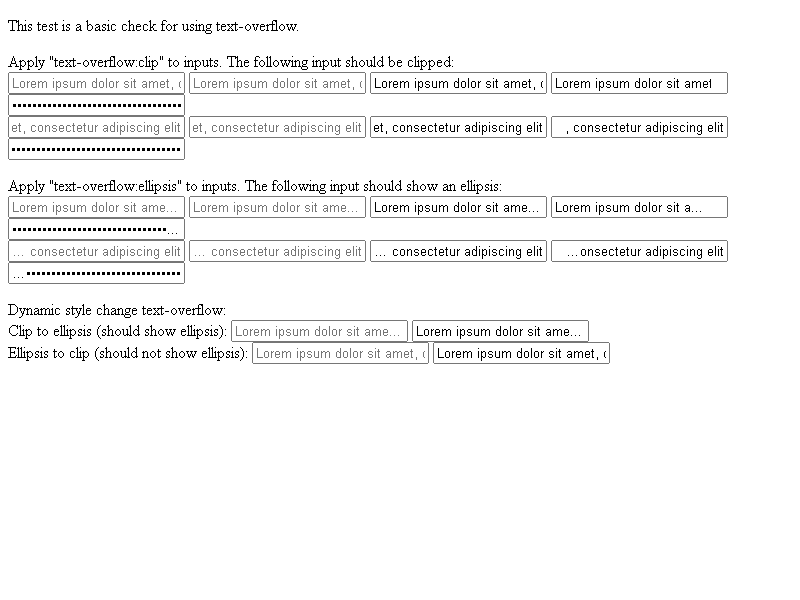 This test is a basic check for using text-overflow.
Apply "text-overflow:clip" to inputs. The following input should be clipped:
Lorem ipsum dolor sit amet, Lorem ipsum dolor sit amet, Lorem ipsum dolor sit amet, Lorem ipsum dolor sit amet
••••••••••••••••••••••••••••••••••
et, consectetur adipiscing elit et, consectetur adipiscing elit et, consectetur adipiscing elit , consectetur adipiscing elit
••••••••••••••••••••••••••••••••••
Apply "text-overflow:ellipsis" to inputs. The following input should show an ellipsis:
Lorem ipsum dolor sit ame... Lorem ipsum dolor sit ame... Lorem ipsum dolor sit ame... Lorem ipsum dolor sit a...
•••••••••••••••••••••••••••••••...
... consectetur adipiscing elit ... consectetur adipiscing elit ... consectetur adipiscing elit ...onsectetur adipiscing elit
...•••••••••••••••••••••••••••••••
Dynamic style change text-overflow:
Clip to ellipsis (should show ellipsis): Lorem ipsum dolor sit ame... Lorem ipsum dolor sit ame...
Ellipsis to clip (should not show ellipsis): Lorem ipsum dolor sit amet, Lorem ipsum dolor sit amet,